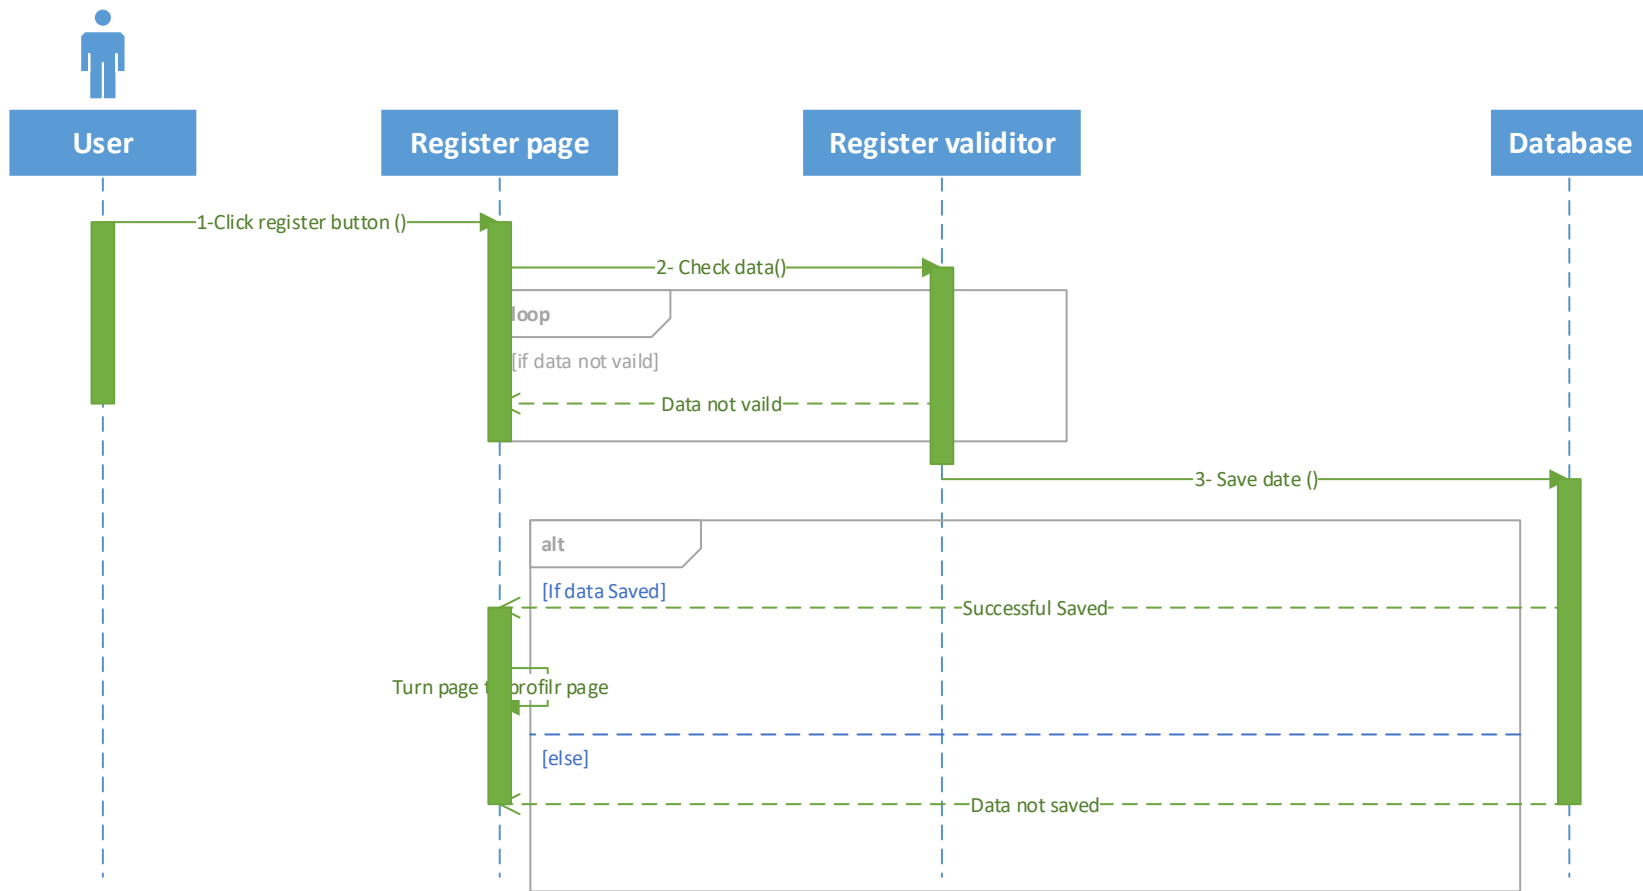 User
Register page
Register validitor
Database
1-Click register button ()
2- Check data()
loop
[if data not vaild]
Data not vaild
3- Save date ()
alt
[If data Saved]
Successful Saved
Turn page profilr page
[else]
Data not saved